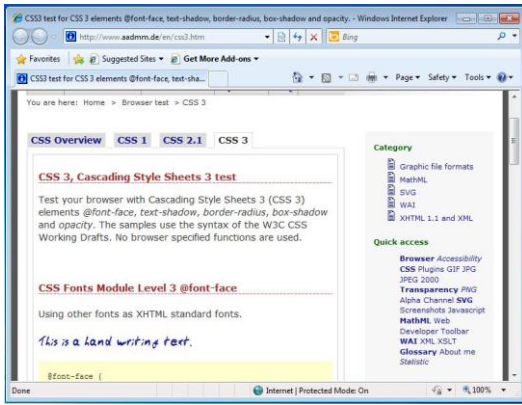 CSS3 test for CSS 3 elements @font-face, text-shadow, border-radius, box-shadow and opacity. - Windows Internet Explorer
http://www.aadmm.de/en/css3.htm
Bing
Favorites
Suggested Sites
Get More Add-ons
CSS3 test for CSS 3 elements @font-face, text-sha...
Page
Safety
Tools
You are here: Home > Browser test > CSS 3
CSS Overview
CSS 1
CSS 2.1
CSS 3
CSS 3, Cascading Style Sheets 3 test
Test your browser with Cascading Style Sheets 3 (CSS 3)
elements @font-face, text-shadow, border-radius, box-shadow
and opacity. The samples use the syntax of the W3C CSS
Working Drafts. No browser specified functions are used.
CSS Fonts Module Level 3 @font-face
Using other fonts as XHTML standard fonts.
This is a hand writing text.
@font-face {
Category
Graphic file formats
MathML
SVG
WAI
XHTML 1.1 and XML
Quick access
Browser Accessibility
CSS Plugins GIF JPG
JPEG 2000
Transparency PNG
Alpha Channel SVG
Screenshots Javascript
MathML Web
Developer Toolbar
WAI XML XSLT
Glossary About me
Statistic
Done
Internet | Protected Mode: On
100%